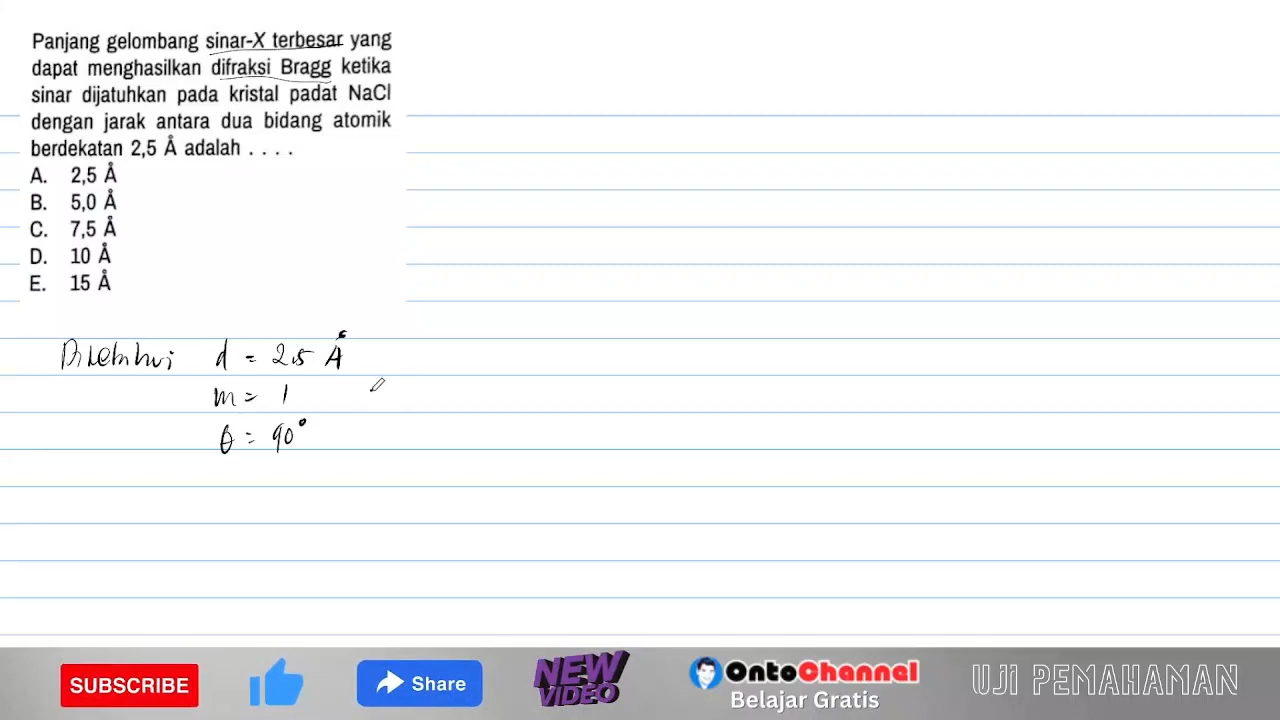 Panjang gelombang sinar-X terbesar yang
dapat menghasilkan difraksi Bragg ketika
sinar dijatuhkan pada kristal padat NaCl
dengan jarak antara dua bidang atomik
berdekatan 2,5 Å adalah . . . .
A. 2,5 Å
B. 5,0 Å
C. 7,5 Å
D. 10 Å
E. 15 Å
Diketahui d = 2,5 Å
m = 1
θ = 90°
SUBSCRIBE
Share
NEW
VIDEO
OntoChannel
Belajar Gratis
UJI PEMAHAMAN